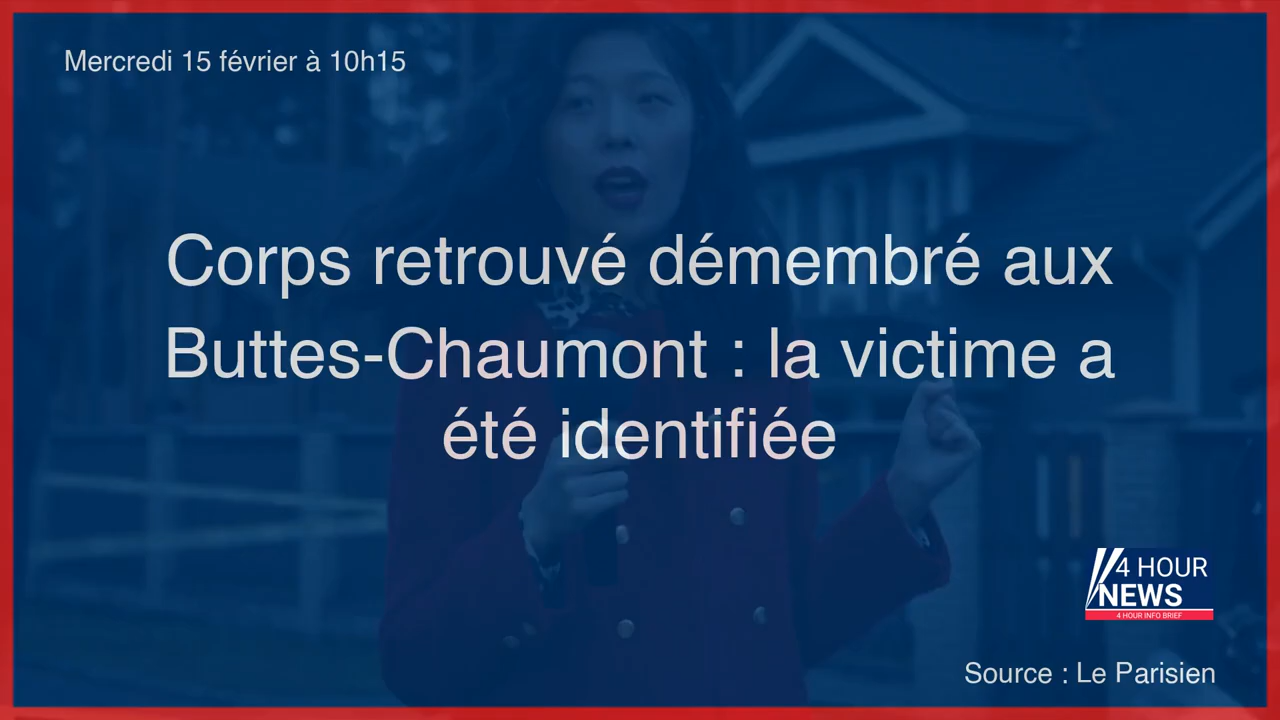 Mercredi 15 février à 10h15
Corps retrouvé démembré aux
Buttes-Chaumont : la victime a
été identifiée
4 HOUR
NEWS
4 HOUR INFO BRIEF
Source : Le Parisien